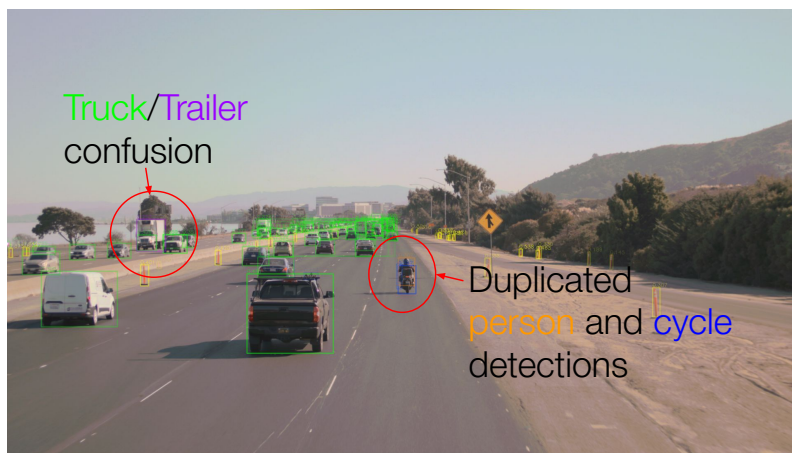 Truck/Trailer
confusion
Duplicated
person and cycle
detections